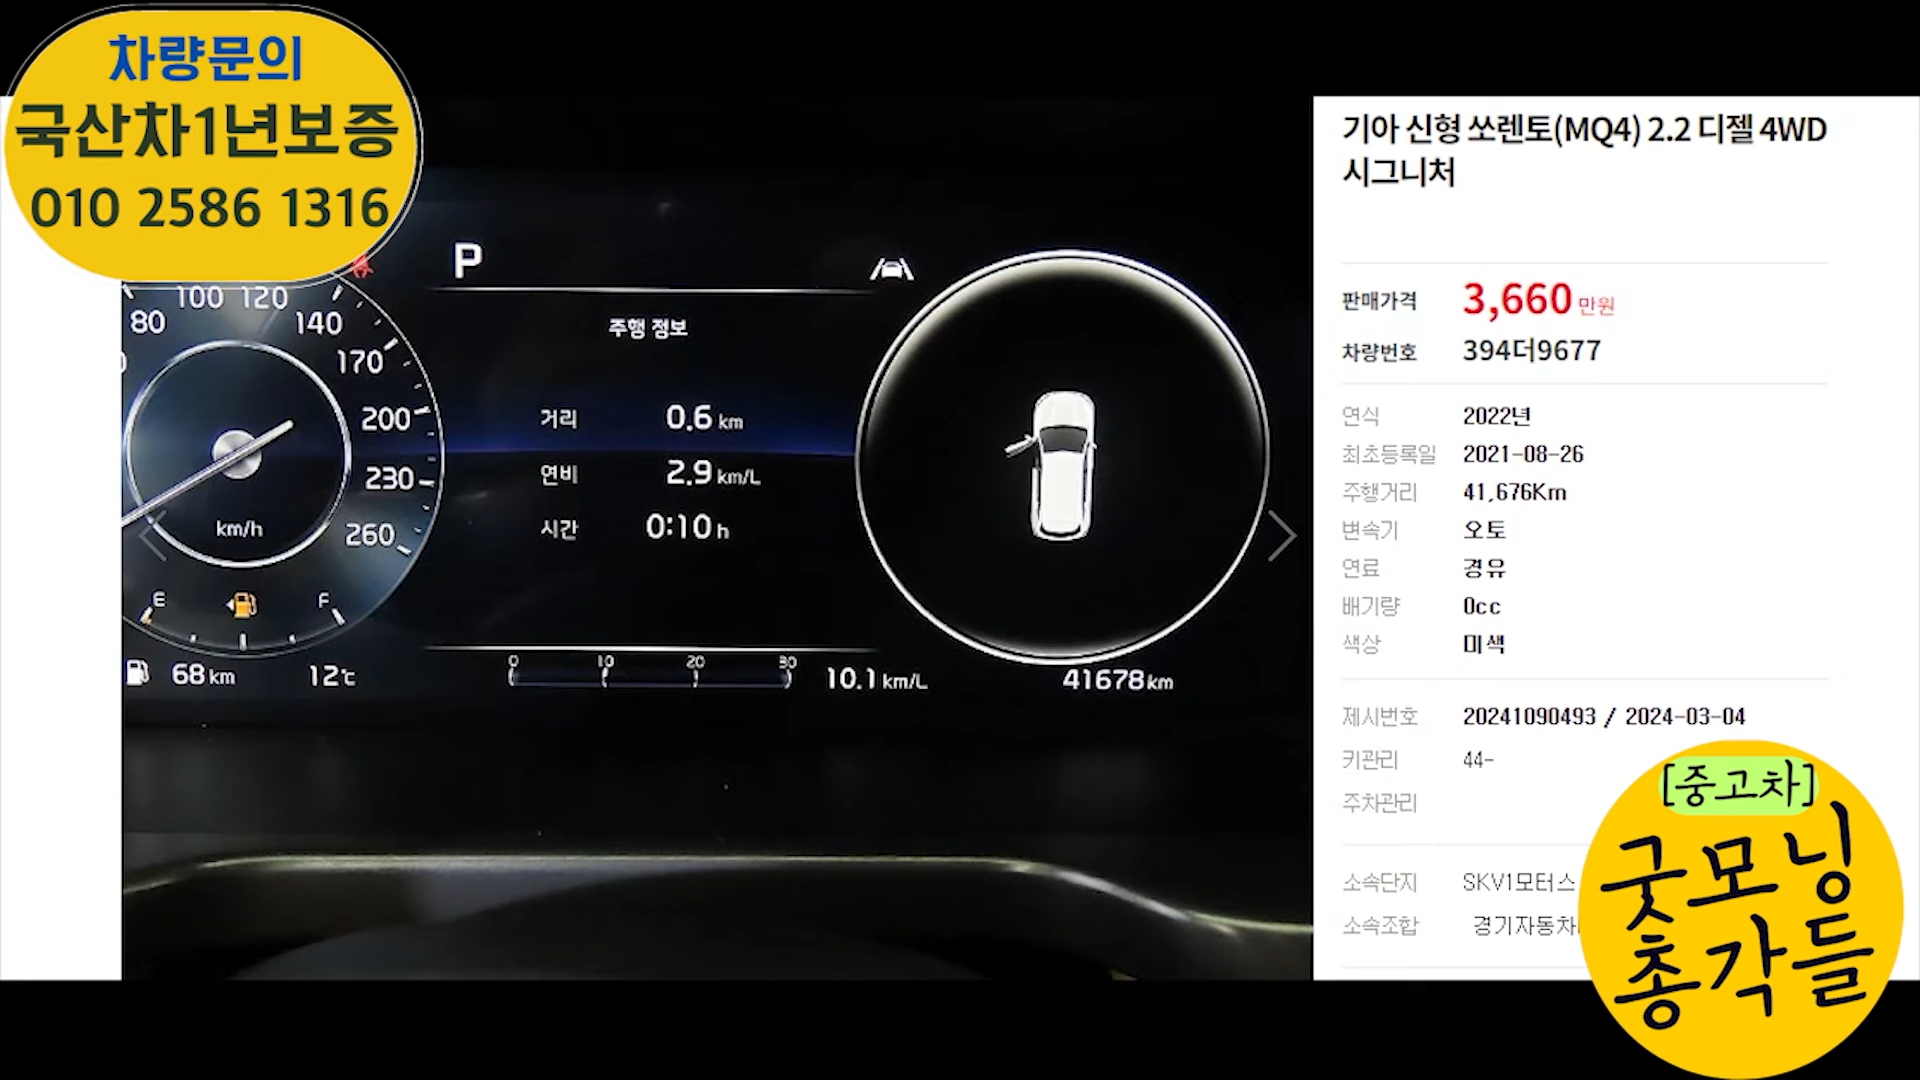 차량문의
국산차1년보증
010 2586 1316
P
80
100
120
140
170
200
230
260
km/h
E
F
68 km
12℃
주행 정보
거리 0.6 km
연비 2.9 km/L
시간 0:10 h
0 10 20 30
10.1 km/L
41678 km
기아 신형 쏘렌토(MQ4) 2.2 디젤 4WD
시그니처
판매가격 3,660 만원
차량번호 394더9677
연식 2022년
최초등록일 2021-08-26
주행거리 41,676Km
변속기 오토
연료 경유
배기량 0cc
색상 미색
제시번호 20241090493 / 2024-03-04
키관리 44-
주차관리
소속단지 SKV1모터스
소속조합 경기자동차
[중고차]
굿모닝
총각들